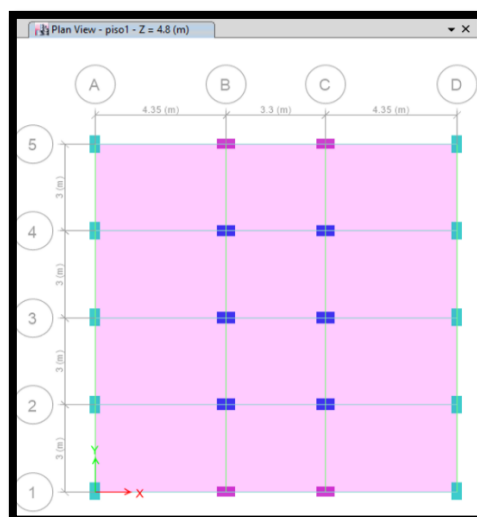 Plan View - piso1 - Z = 4.8 (m)
A B C D
4.35 (m) 3.3 (m) 4.35 (m)
5
3 (m)
4
3 (m)
3
3 (m)
2
3 (m)
Y
1
X